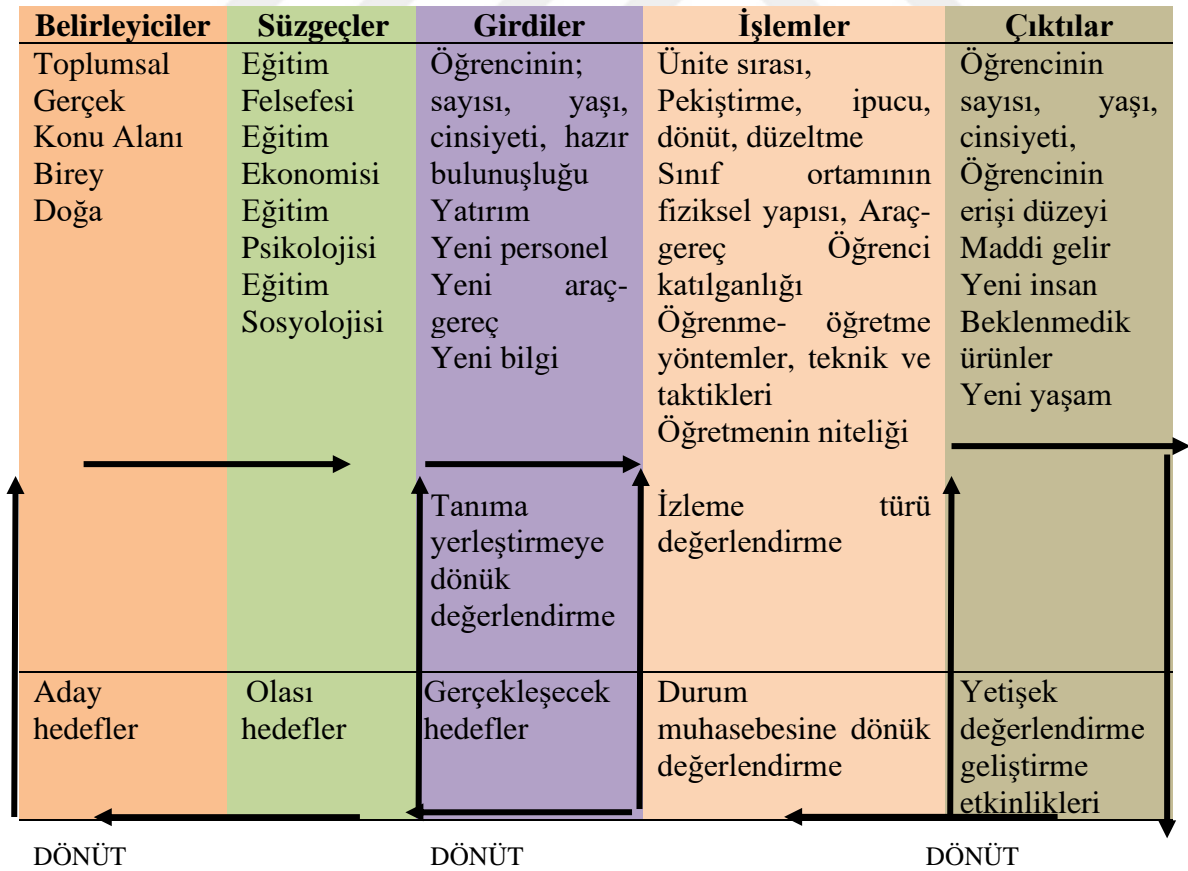 Belirleyiciler Süzgeçler Girdiler İşlemler Çıktılar
Toplumsal
Gerçek
Konu Alanı
Birey
Doğa
Eğitim
Felsefesi
Eğitim
Ekonomisi
Eğitim
Psikolojisi
Eğitim
Sosyolojisi
Öğrencinin;
sayısı, yaşı,
cinsiyeti, hazır
bulunuşluğu
Yatırım
Yeni personel
Yeni araç-
gereç
Yeni bilgi
Ünite sırası,
Pekiştirme, ipucu,
dönüt, düzeltme
Sınıf ortamının
fiziksel yapısı, Araç-
gereç Öğrenci
katılganlığı
Öğrenme- öğretme
yöntemler, teknik ve
taktikleri
Öğretmenin niteliği
Öğrencinin
sayısı, yaşı,
cinsiyeti,
Öğrencinin
erişi düzeyi
Maddi gelir
Yeni insan
Beklenmedik
ürünler
Yeni yaşam
Tanıma
yerleştirmeye
dönük
değerlendirme
İzleme türü
değerlendirme
Aday
hedefler
Olası
hedefler
Gerçekleşecek
hedefler
Durum
muhasebesine dönük
değerlendirme
Yetişek
değerlendirme
geliştirme
etkinlikleri
DÖNÜT DÖNÜT DÖNÜT